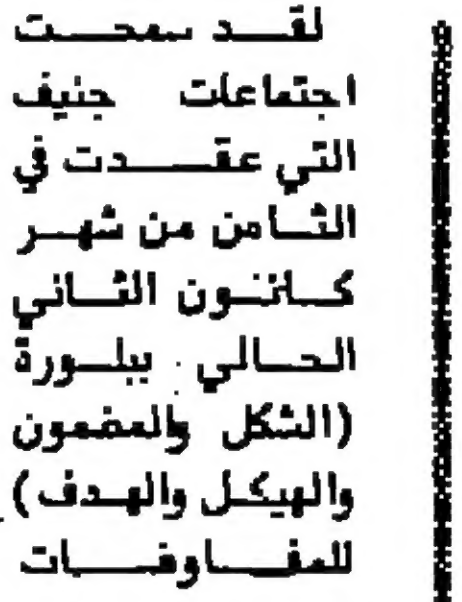 لقد سمحت
اجتماعات جنيف
التي عقدت في
الثامن من شهر
كانون الثاني
الحالي ببلورة
(الشكل والمضمون
والهيكل والهدف)
للمفاوضات